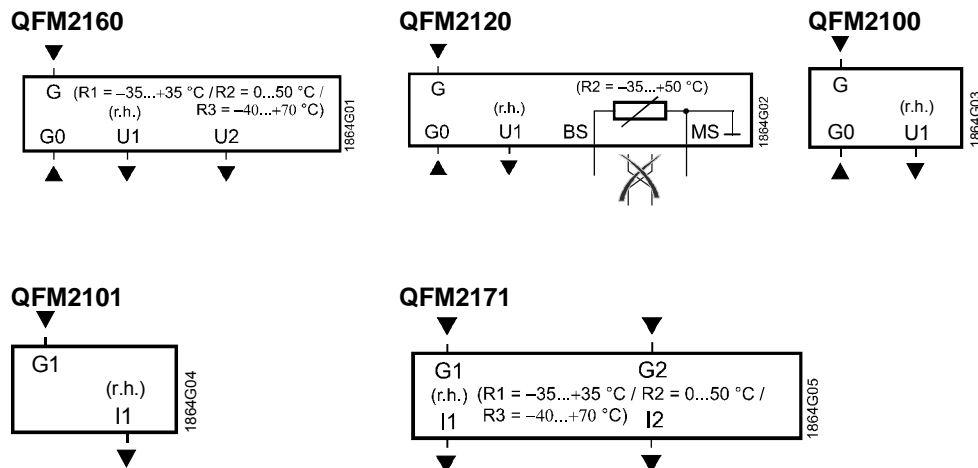 QFM2160
G (R1 = –35...+35 °C / R2 = 0...50 °C /
R3 = –40...+70 °C)
(r.h.)
G0 U1 U2
1864G01
QFM2120
G (R2 = –35...+50 °C)
(r.h.)
G0 U1 BS MS
1864G02
QFM2100
G
(r.h.)
G0 U1
1864G03
QFM2101
G1
(r.h.)
I1
1864G04
QFM2171
G1 G2
(r.h.) (R1 = –35...+35 °C / R2 = 0...50 °C /
I1 R3 = –40...+70 °C) I2
1864G05